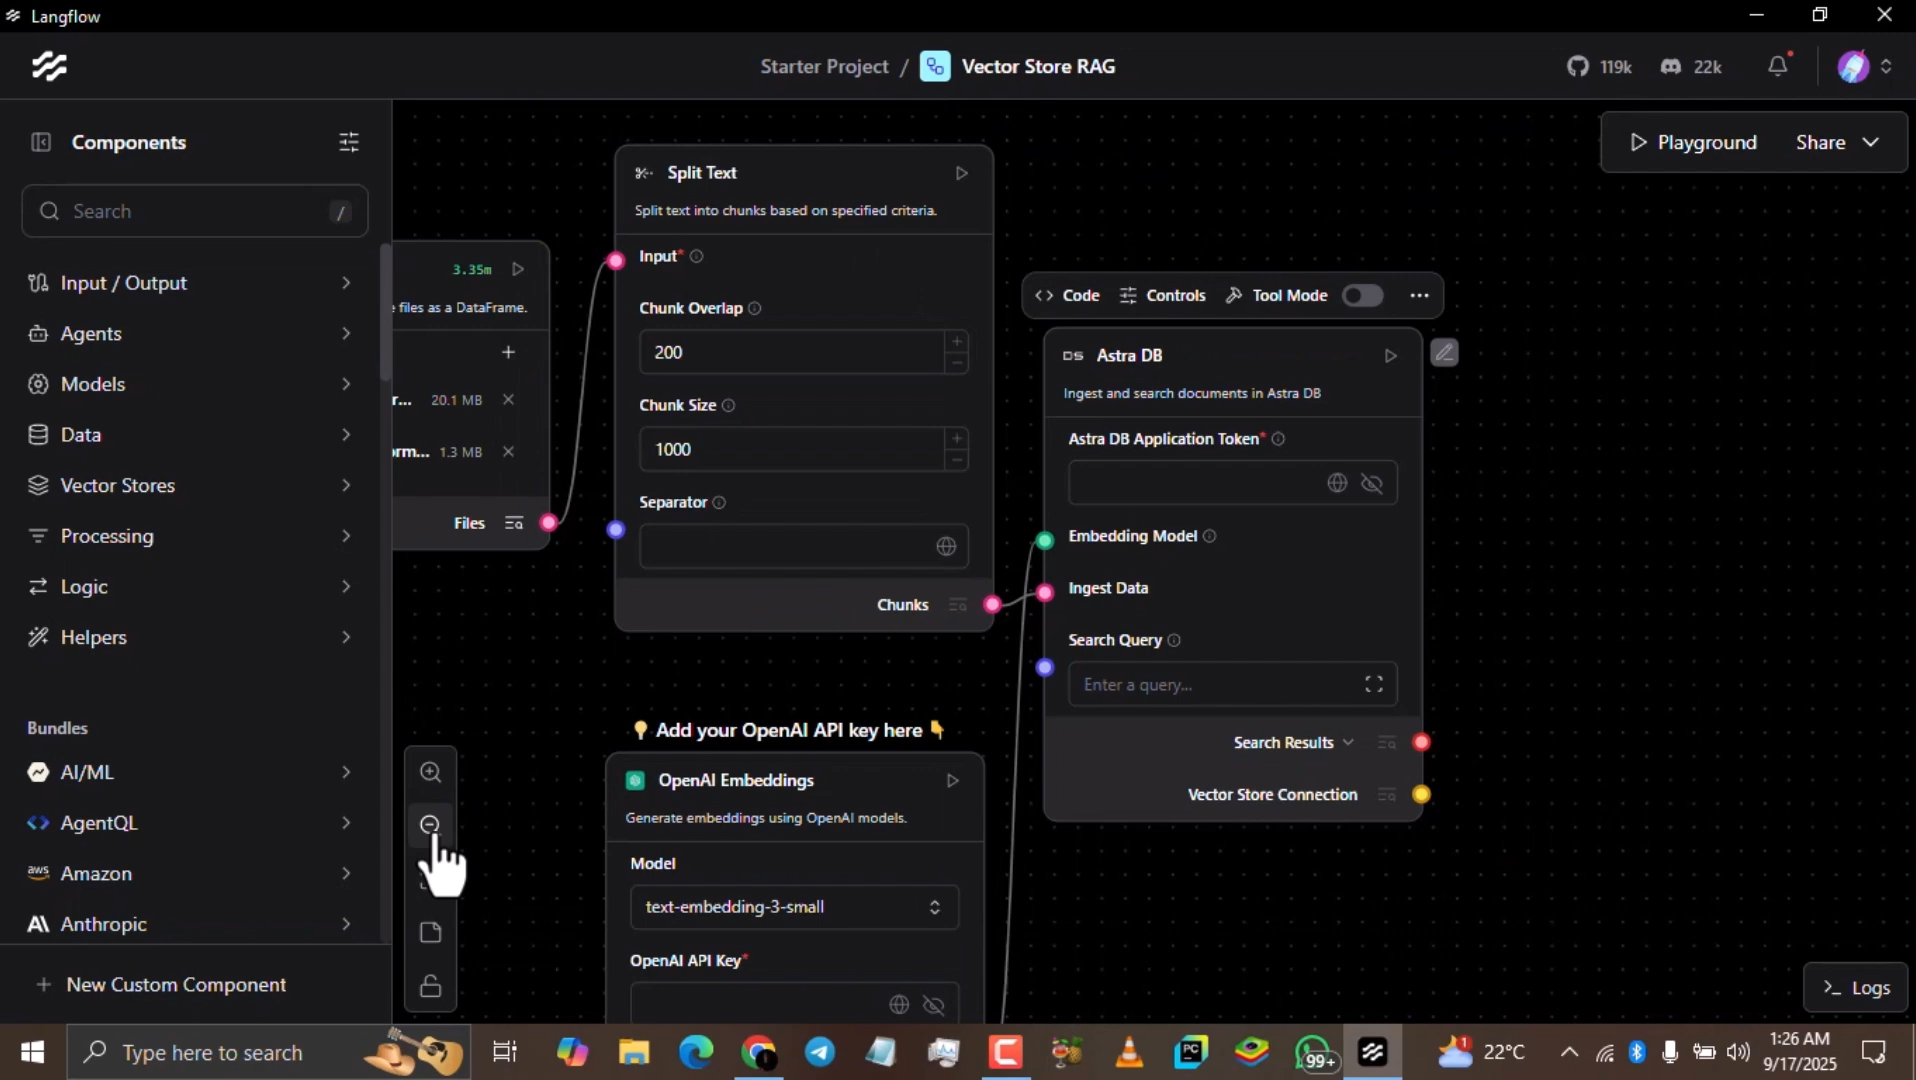 Langflow
Starter Project / Vector Store RAG
119k
22k
Components
Playground
Share
Search /
Input / Output
Agents
Models
Data
Vector Stores
Processing
Logic
Helpers
Bundles
AI/ML
AgentQL
aws Amazon
Anthropic
New Custom Component
3.35m
files as a DataFrame.
r... 20.1 MB
orm... 1.3 MB
Files
Split Text
Split text into chunks based on specified criteria.
Input*
Chunk Overlap
200
Chunk Size
1000
Separator
Chunks
💡 Add your OpenAI API key here 👇
OpenAI Embeddings
Generate embeddings using OpenAI models.
Model
text-embedding-3-small
OpenAI API Key*
Code
Controls
Tool Mode
DS Astra DB
Ingest and search documents in Astra DB
Astra DB Application Token*
Embedding Model
Ingest Data
Search Query
Enter a query...
Search Results
Vector Store Connection
>_ Logs
Type here to search
PC
99+
1
22°C
1:26 AM
9/17/2025